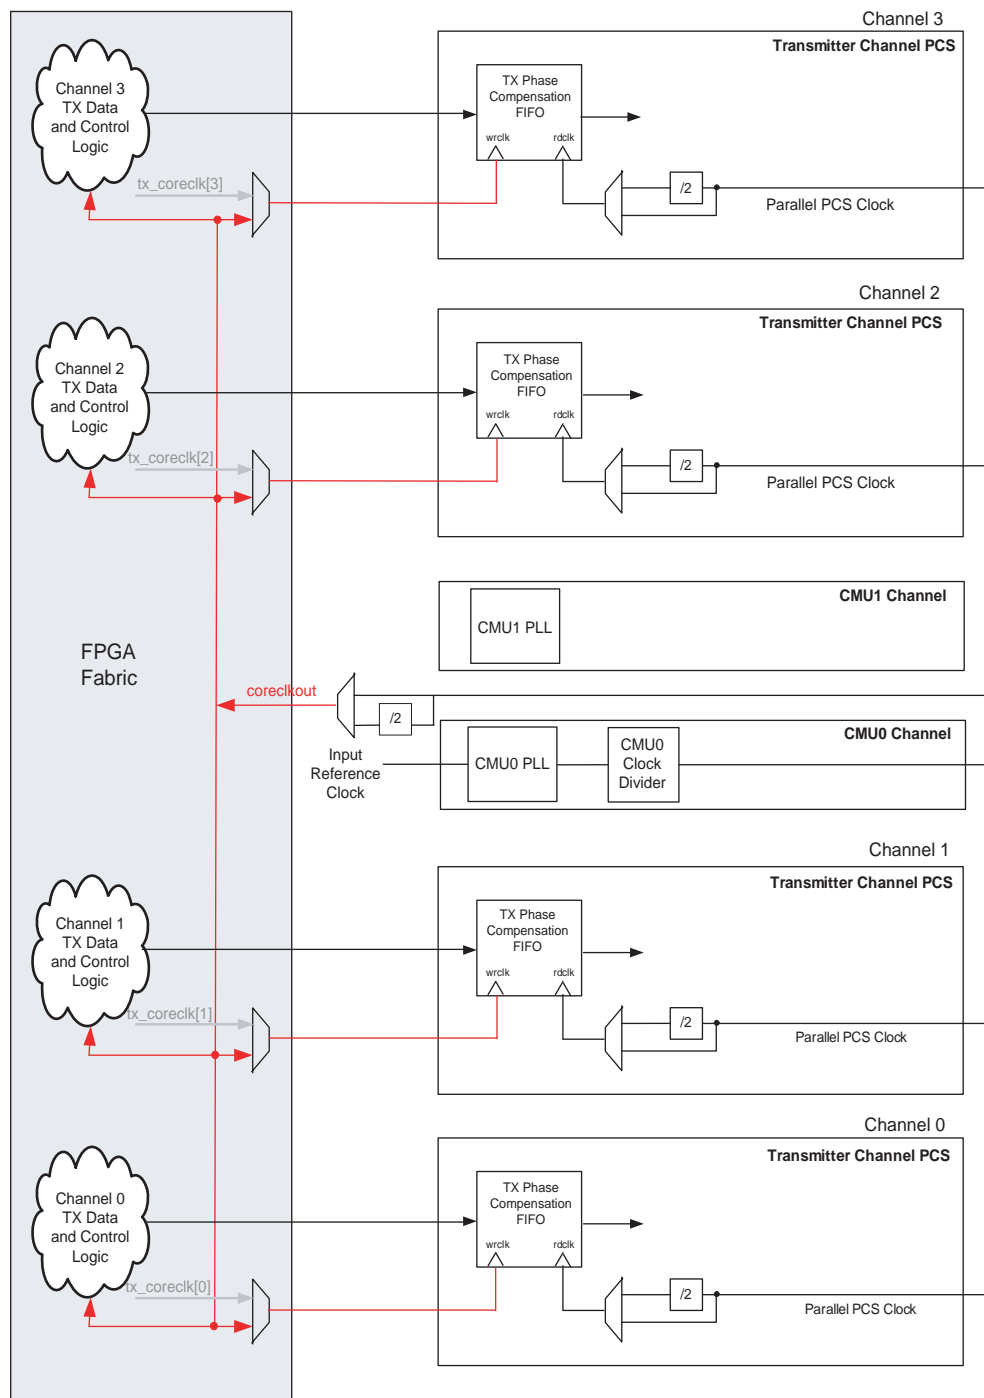 Channel 3
Transmitter Channel PCS
Channel 3
TX Data
and Control
Logic
TX Phase
Compensation
FIFO
wrclk
rdclk
tx_coreclk[3]
/2
Parallel PCS Clock
Channel 2
Transmitter Channel PCS
Channel 2
TX Data
and Control
Logic
TX Phase
Compensation
FIFO
wrclk
rdclk
tx_coreclk[2]
/2
Parallel PCS Clock
CMU1 Channel
CMU1 PLL
FPGA
Fabric
coreclkout
/2
CMU0 Channel
Input
Reference
Clock
CMU0 PLL
CMU0
Clock
Divider
Channel 1
Transmitter Channel PCS
Channel 1
TX Data
and Control
Logic
TX Phase
Compensation
FIFO
wrclk
rdclk
tx_coreclk[1]
/2
Parallel PCS Clock
Channel 0
Transmitter Channel PCS
Channel 0
TX Data
and Control
Logic
TX Phase
Compensation
FIFO
wrclk
rdclk
tx_coreclk[0]
/2
Parallel PCS Clock